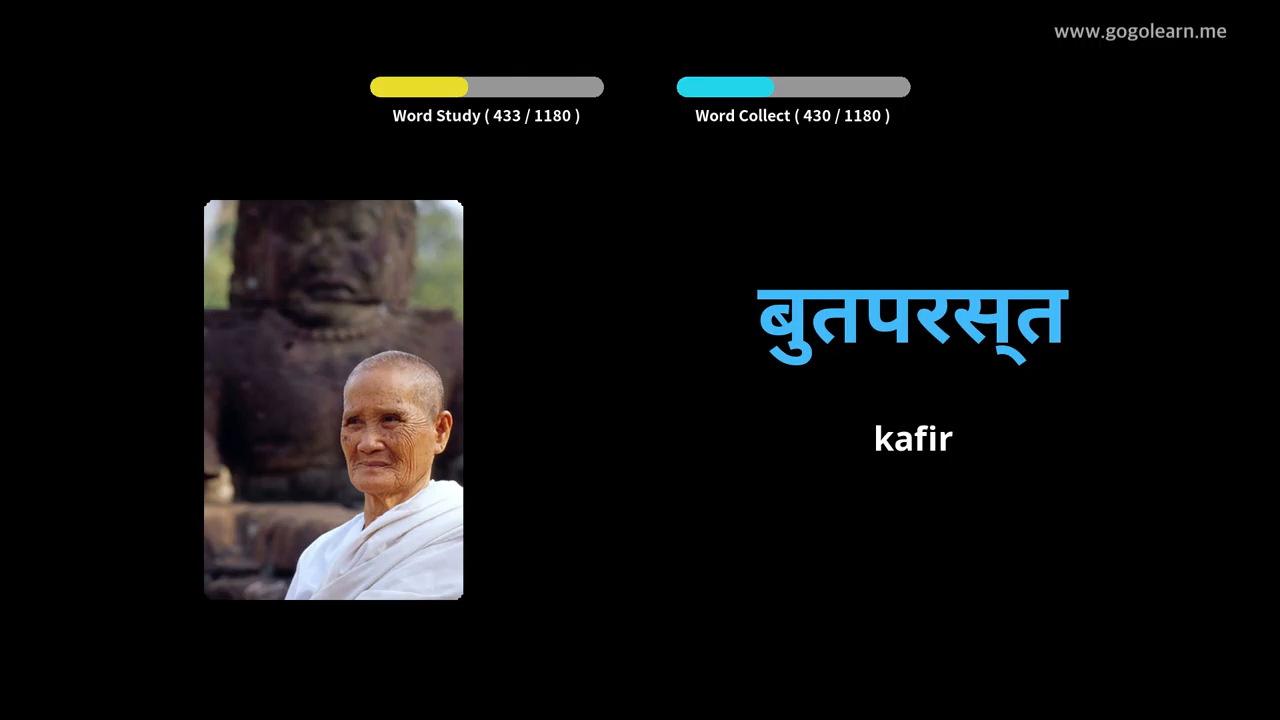 www.gogolearn.me
Word Study ( 433 / 1180 )
Word Collect ( 430 / 1180 )
बुतपरस्त
kafir